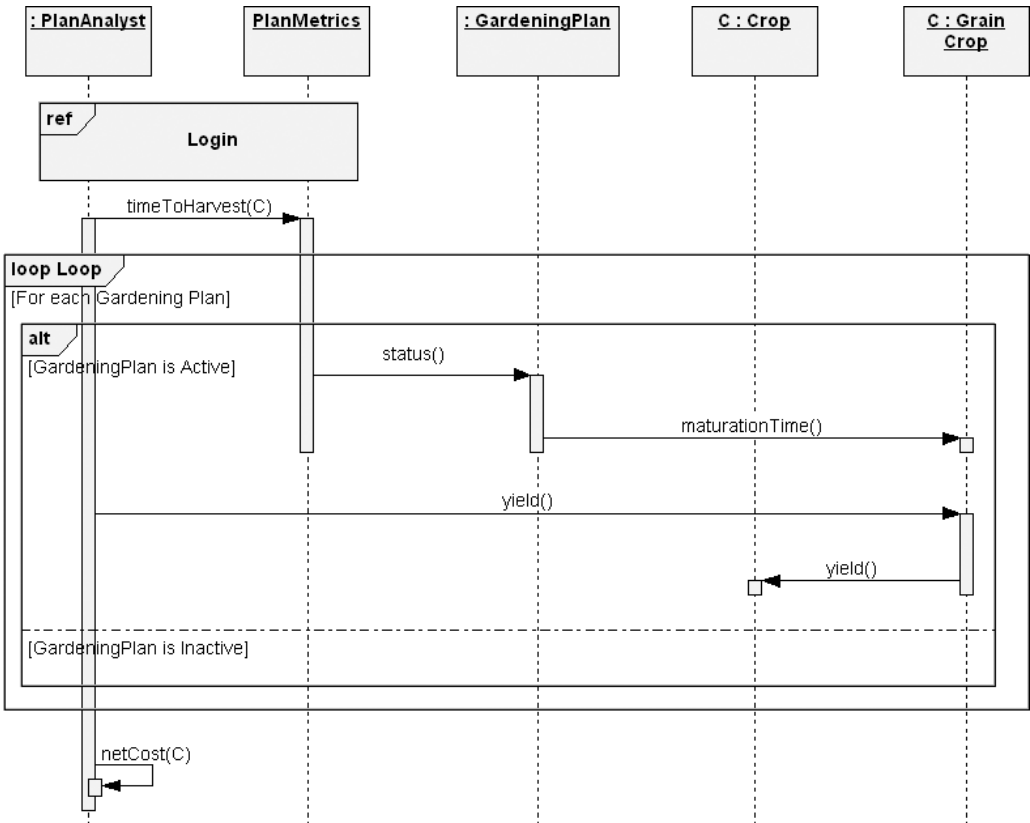 : PlanAnalyst
PlanMetrics
: GardeningPlan
C : Crop
C : Grain
Crop
ref
Login
timeToHarvest(C)
loop Loop
[For each Gardening Plan]
alt
[GardeningPlan is Active]
status()
maturationTime()
yield()
yield()
[GardeningPlan is Inactive]
netCost(C)